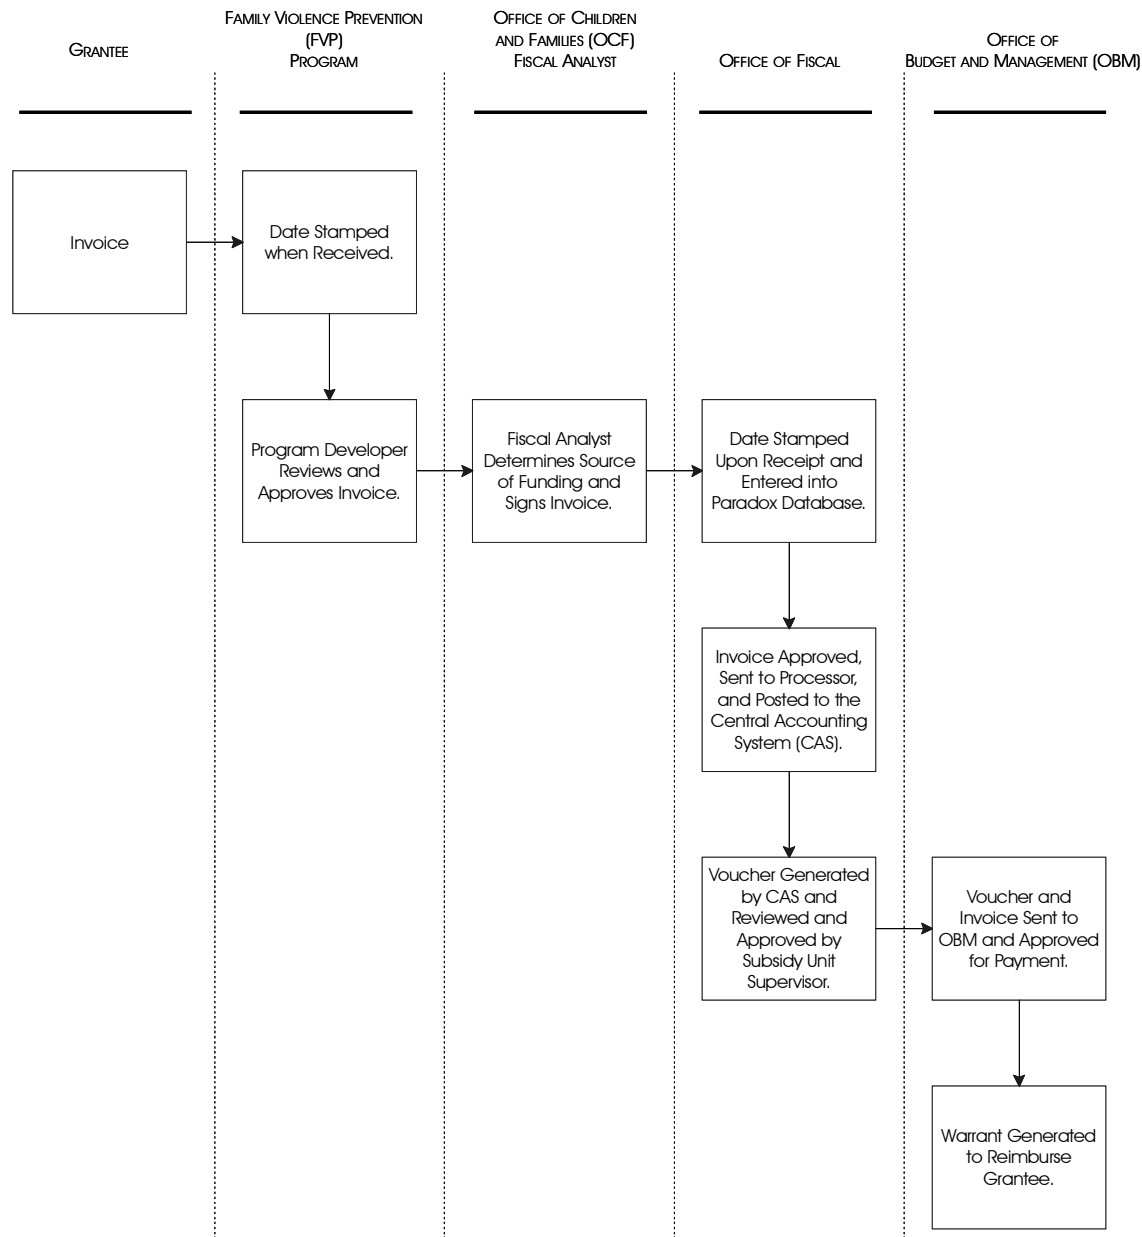 GRANTEE
FAMILY VIOLENCE PREVENTION
(FVP)
PROGRAM
OFFICE OF CHILDREN
AND FAMILIES (OCF)
FISCAL ANALYST
OFFICE OF FISCAL
OFFICE OF
BUDGET AND MANAGEMENT (OBM)
Invoice
Date Stamped
when Received.
Program Developer
Reviews and
Approves Invoice.
Fiscal Analyst
Determines Source
of Funding and
Signs Invoice.
Date Stamped
Upon Receipt and
Entered into
Paradox Database.
Invoice Approved,
Sent to Processor,
and Posted to the
Central Accounting
System (CAS).
Voucher Generated
by CAS and
Reviewed and
Approved by
Subsidy Unit
Supervisor.
Voucher and
Invoice Sent to
OBM and Approved
for Payment.
Warrant Generated
to Reimburse
Grantee.